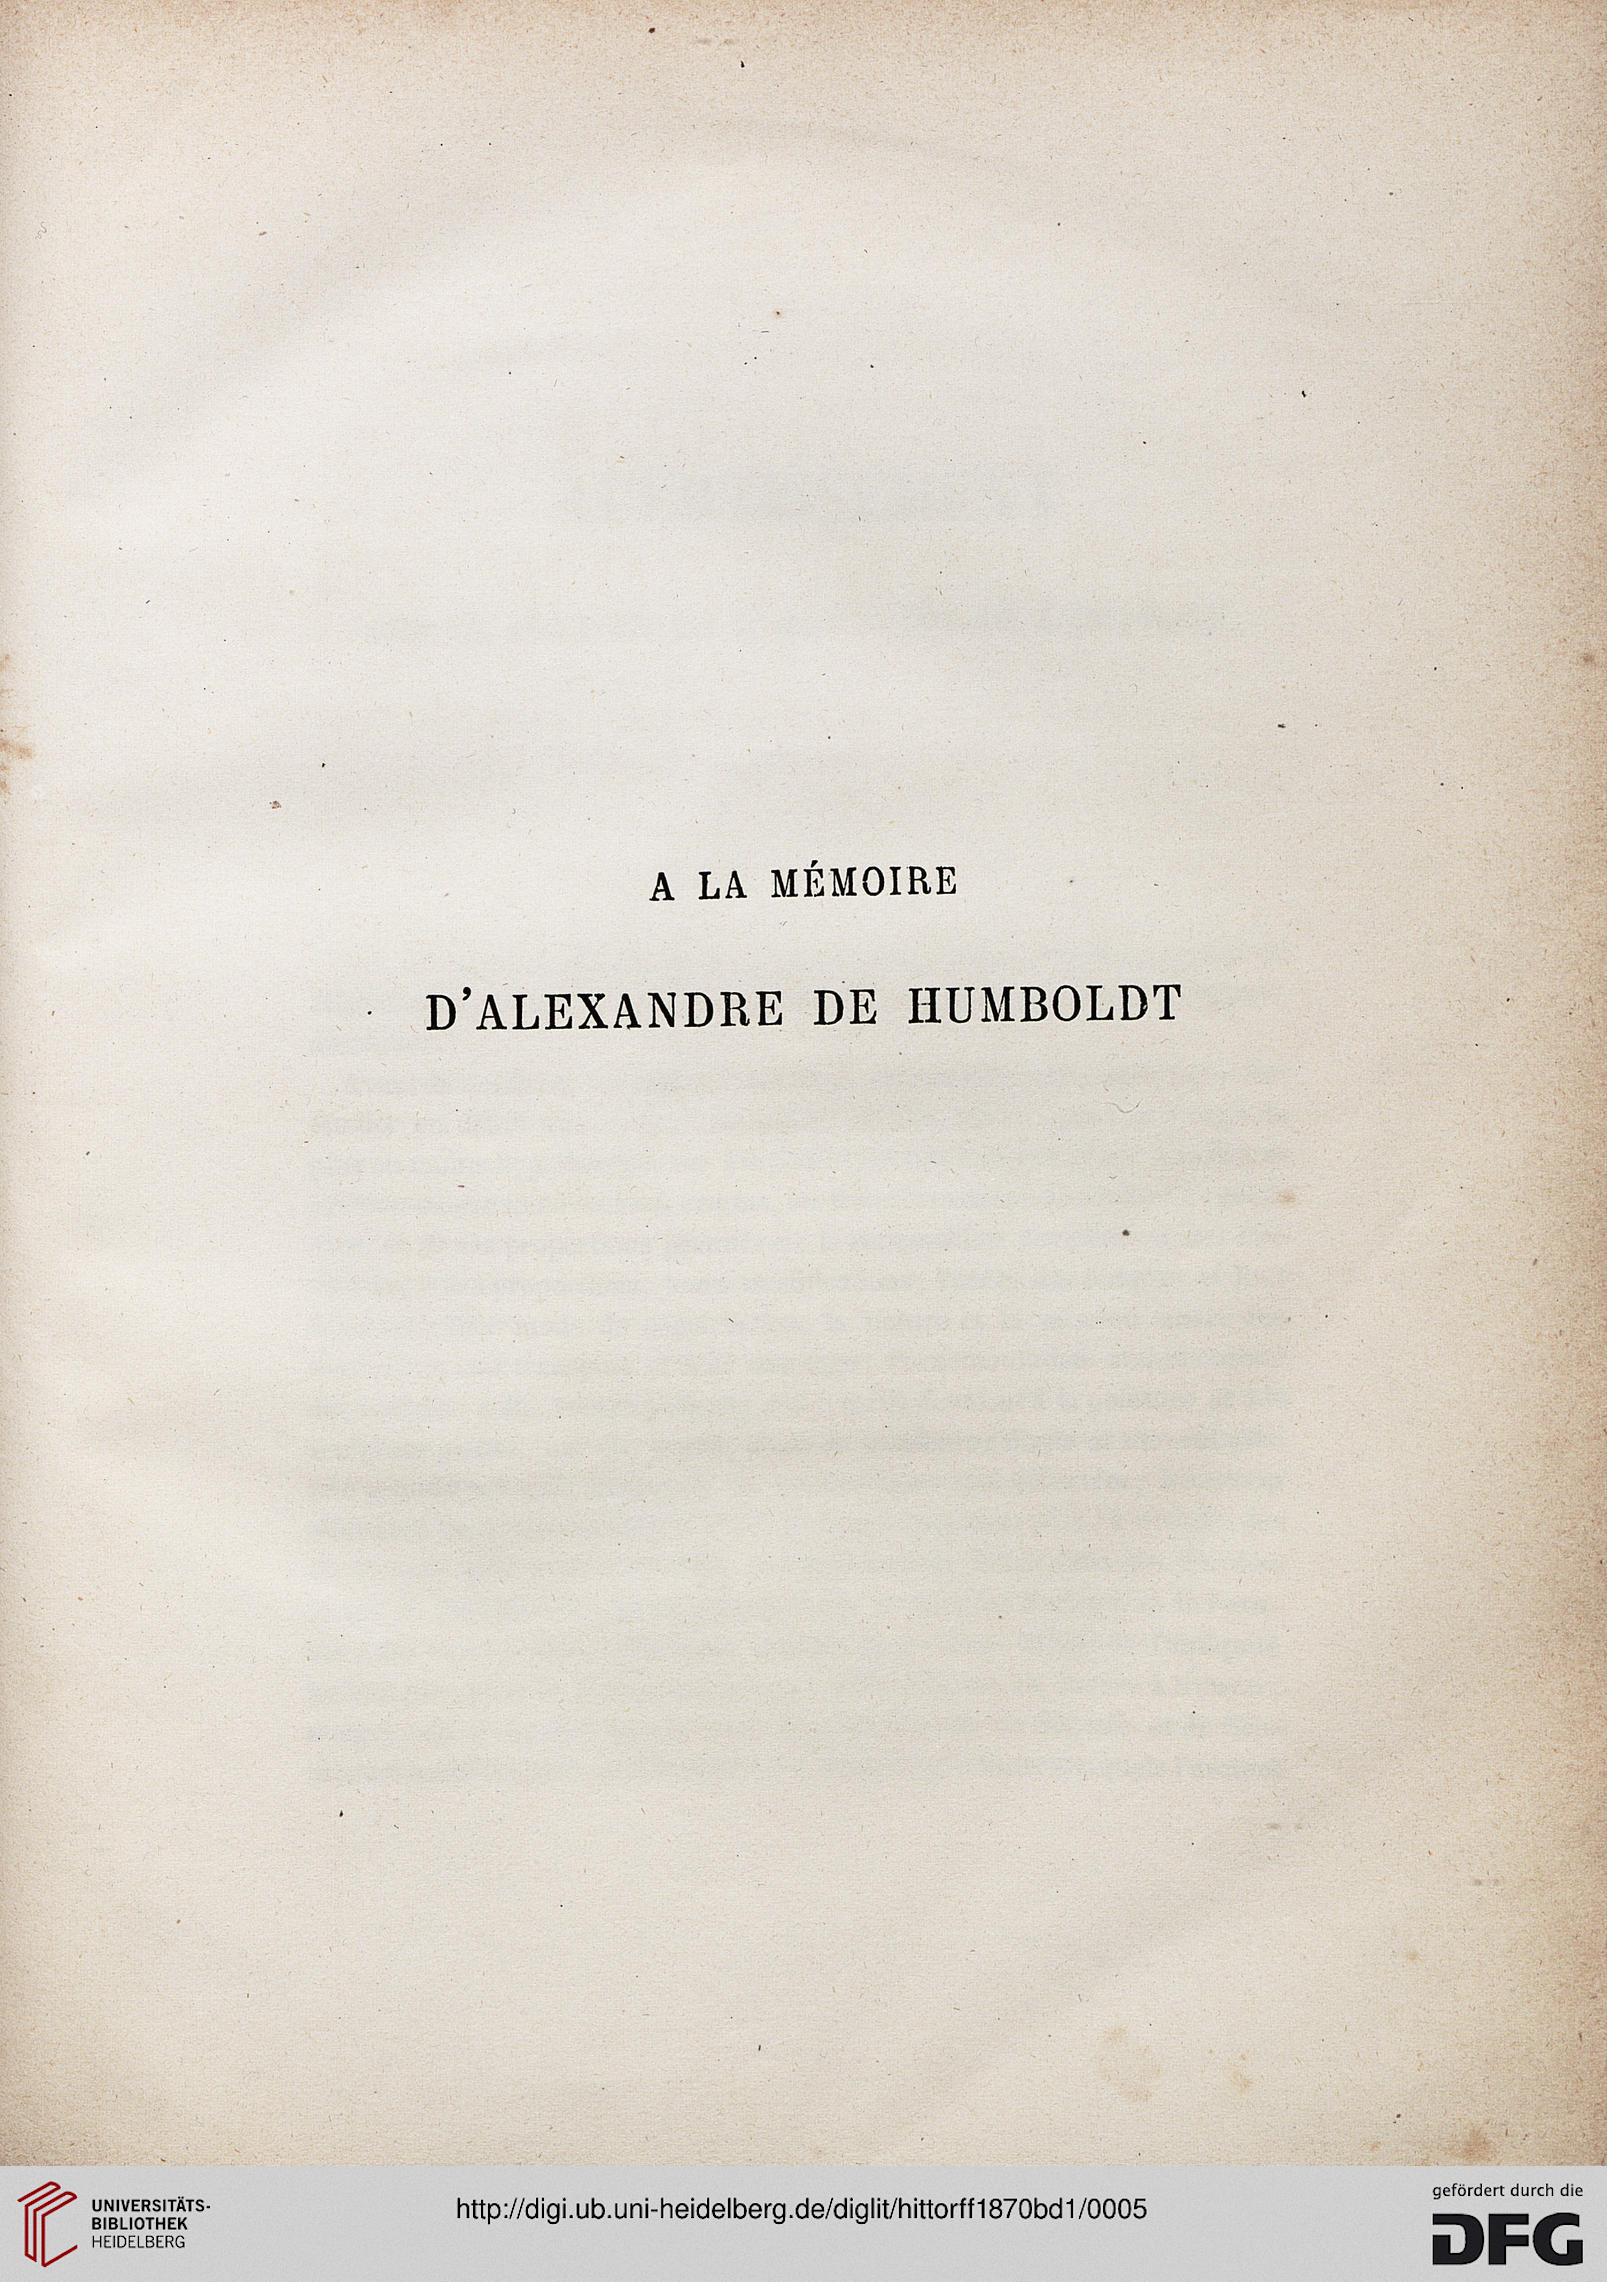 A LA MÉMOIRE
D'ALEXANDRE DE HUMBOLDT
UNIVERSITÄTS-
BIBLIOTHEK
HEIDELBERG
http://digi.ub.uni-heidelberg.de/diglit/hittorff1870bd1/0005
gefördert durch die
DFG